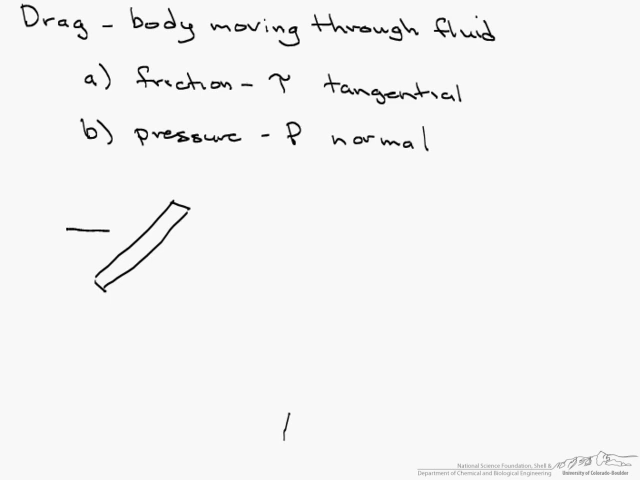 Drag - body moving through fluid
a) friction - τ tangential
b) pressure - P normal
National Science Foundation, Shell &
Department of Chemical and Biological Engineering
University of Colorado-Boulder